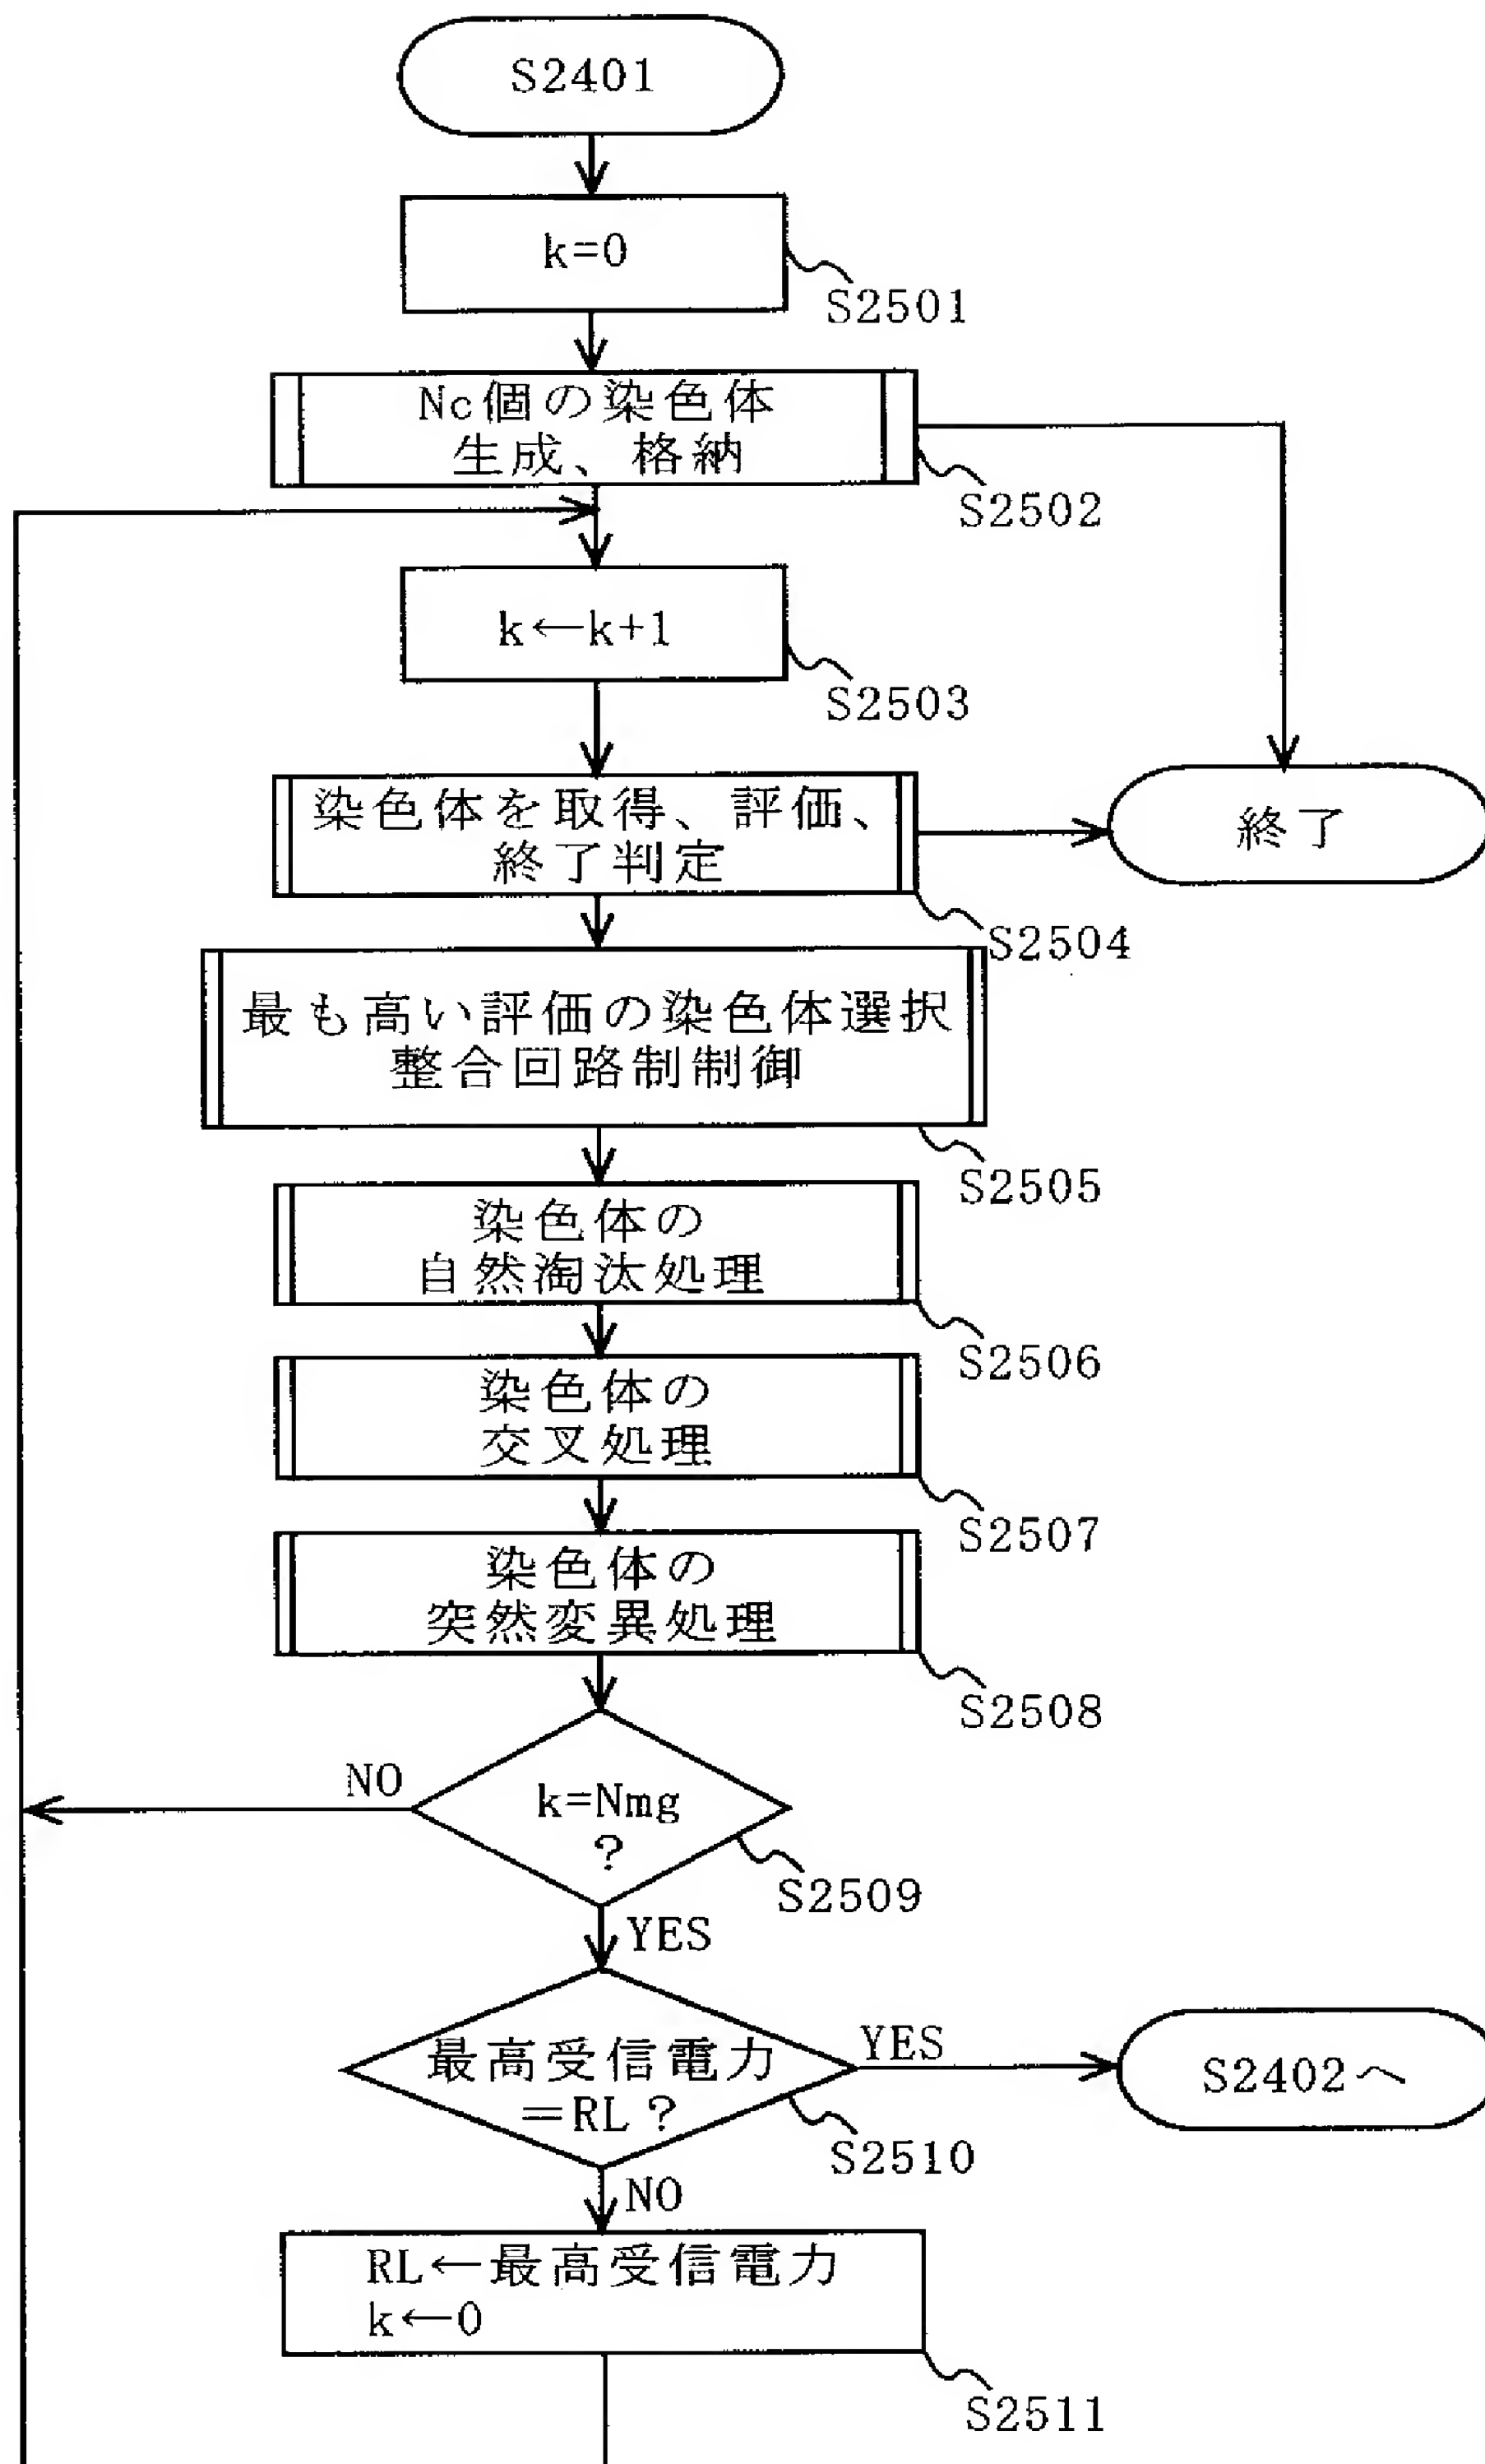 S2401
k=0
S2501
Nc個の染色体
生成、格納
S2502
k←k+1
S2503
染色体を取得、評価、
終了判定
終了
S2504
最も高い評価の染色体選択
整合回路制制御
S2505
染色体の
自然淘汰処理
S2506
染色体の
交叉処理
S2507
染色体の
突然変異処理
S2508
NO
k=Nmg
?
S2509
YES
最高受信電力
=RL?
YES
S2402へ
S2510
NO
RL←最高受信電力
k←0
S2511